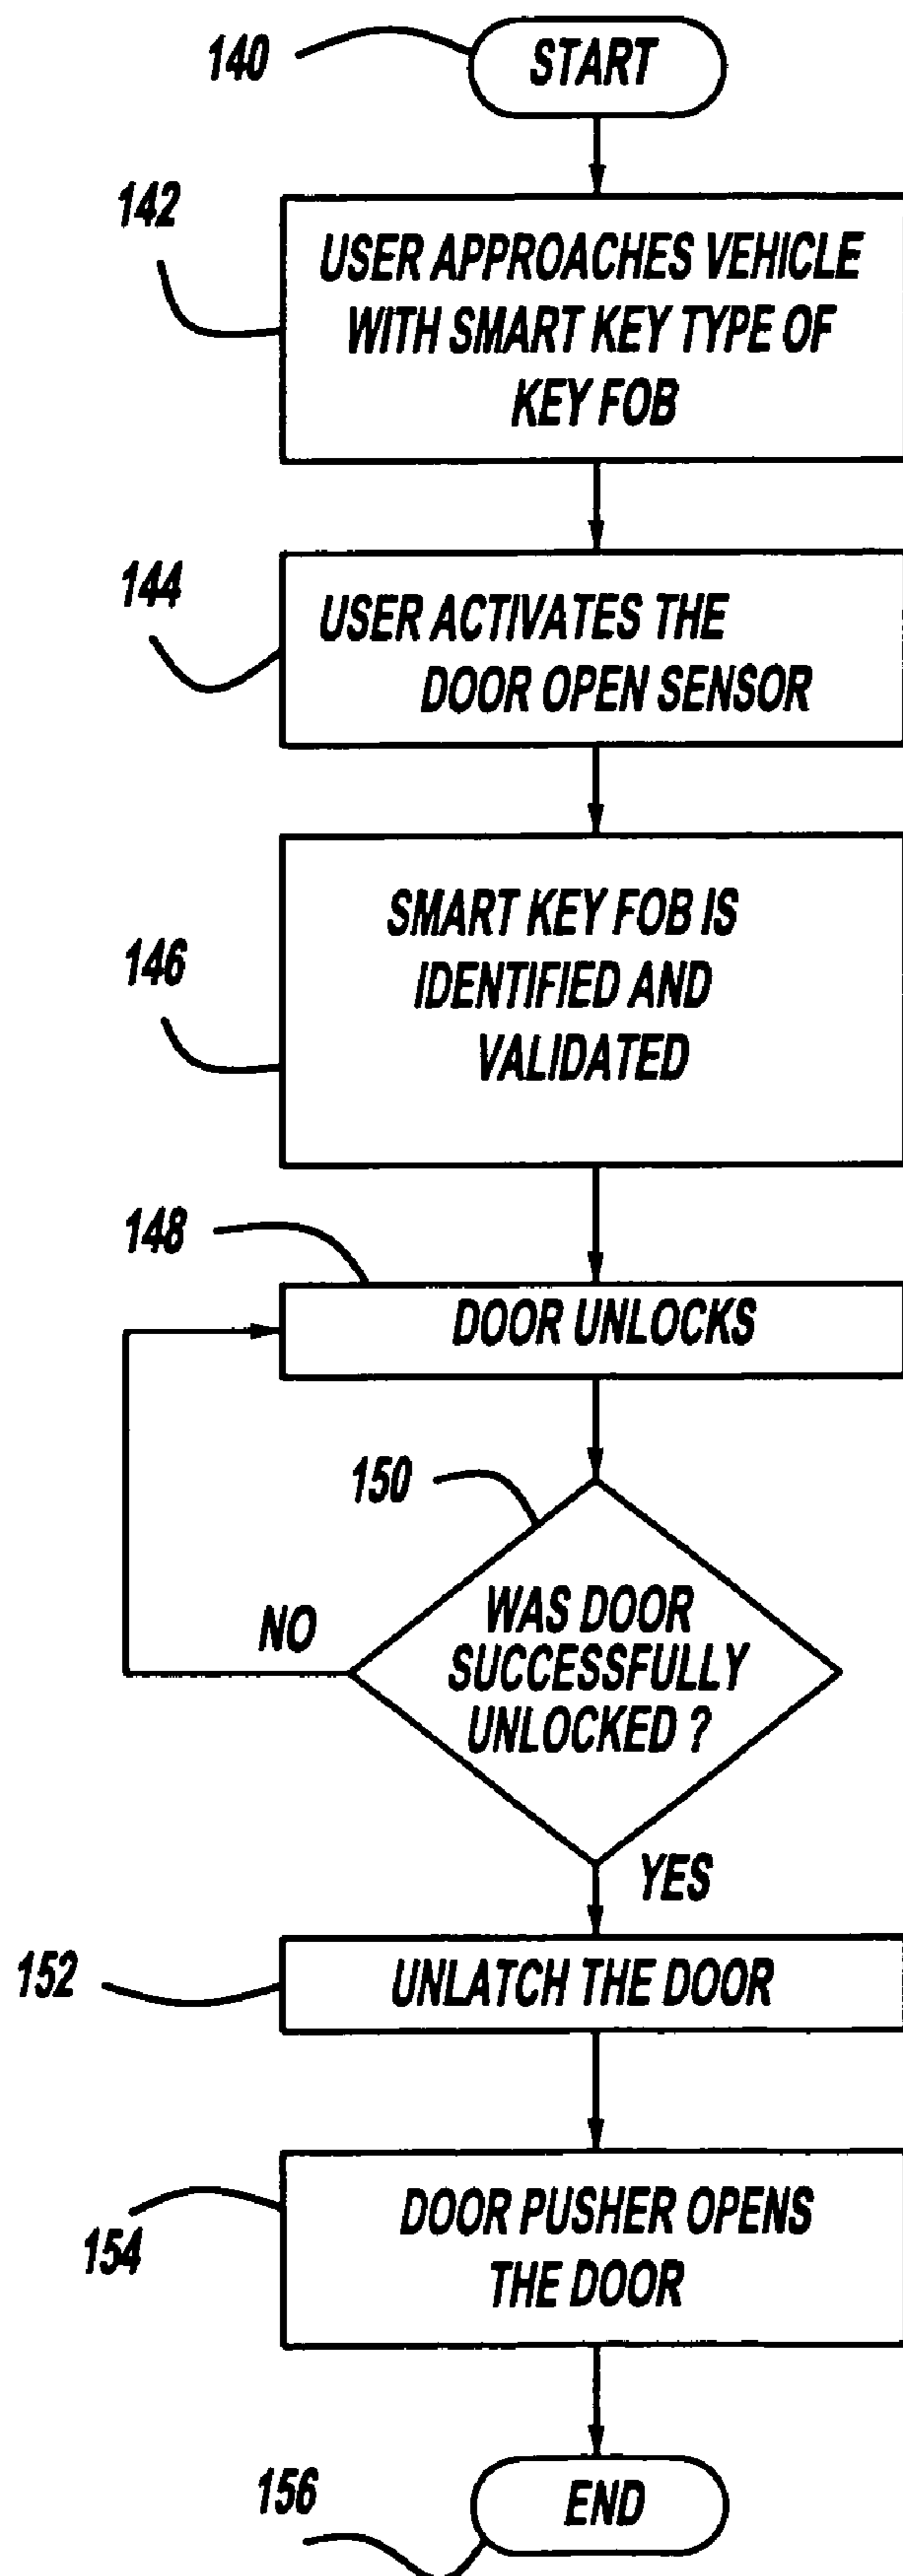 140
START
142
USER APPROACHES VEHICLE
WITH SMART KEY TYPE OF
KEY FOB
144
USER ACTIVATES THE
DOOR OPEN SENSOR
146
SMART KEY FOB IS
IDENTIFIED AND
VALIDATED
148
DOOR UNLOCKS
150
WAS DOOR
SUCCESSFULLY
UNLOCKED ?
NO
YES
152
UNLATCH THE DOOR
154
DOOR PUSHER OPENS
THE DOOR
156
END